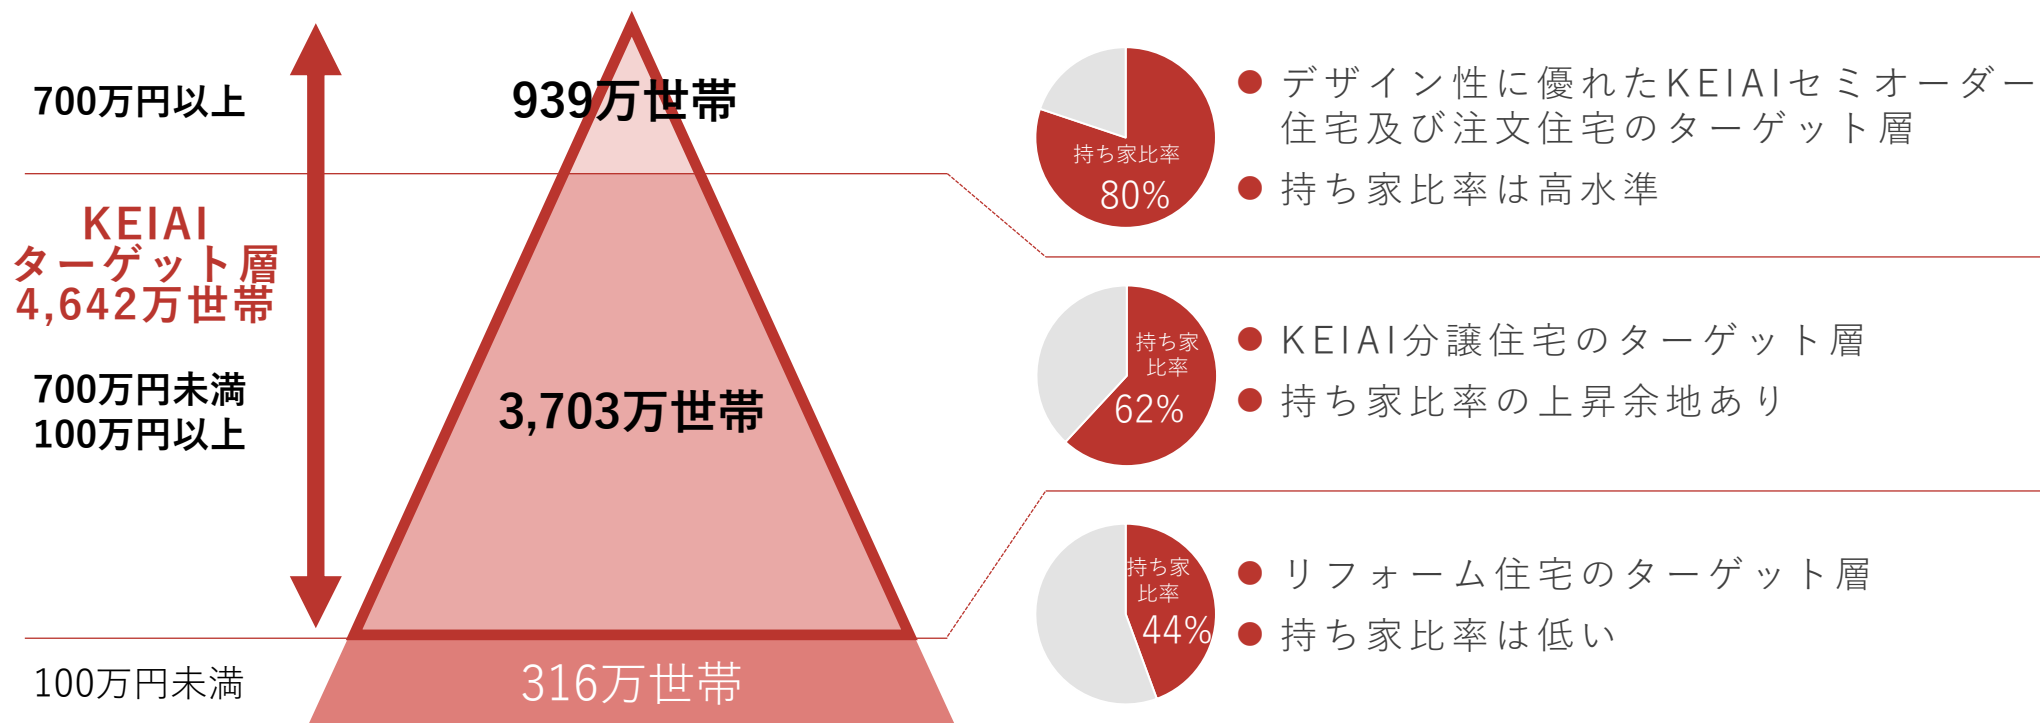 700万円以上
KEIAI
ターゲット層
4,642万世帯
700万円未満
100万円以上
100万円未満
939万世帯
3,703万世帯
316万世帯
持ち家比率
80%
● デザイン性に優れたKEIAIセミオーダー
住宅及び注文住宅のターゲット層
● 持ち家比率は高水準
持ち家
比率
62%
● KEIAI分譲住宅のターゲット層
● 持ち家比率の上昇余地あり
持ち家
比率
44%
● リフォーム住宅のターゲット層
● 持ち家比率は低い